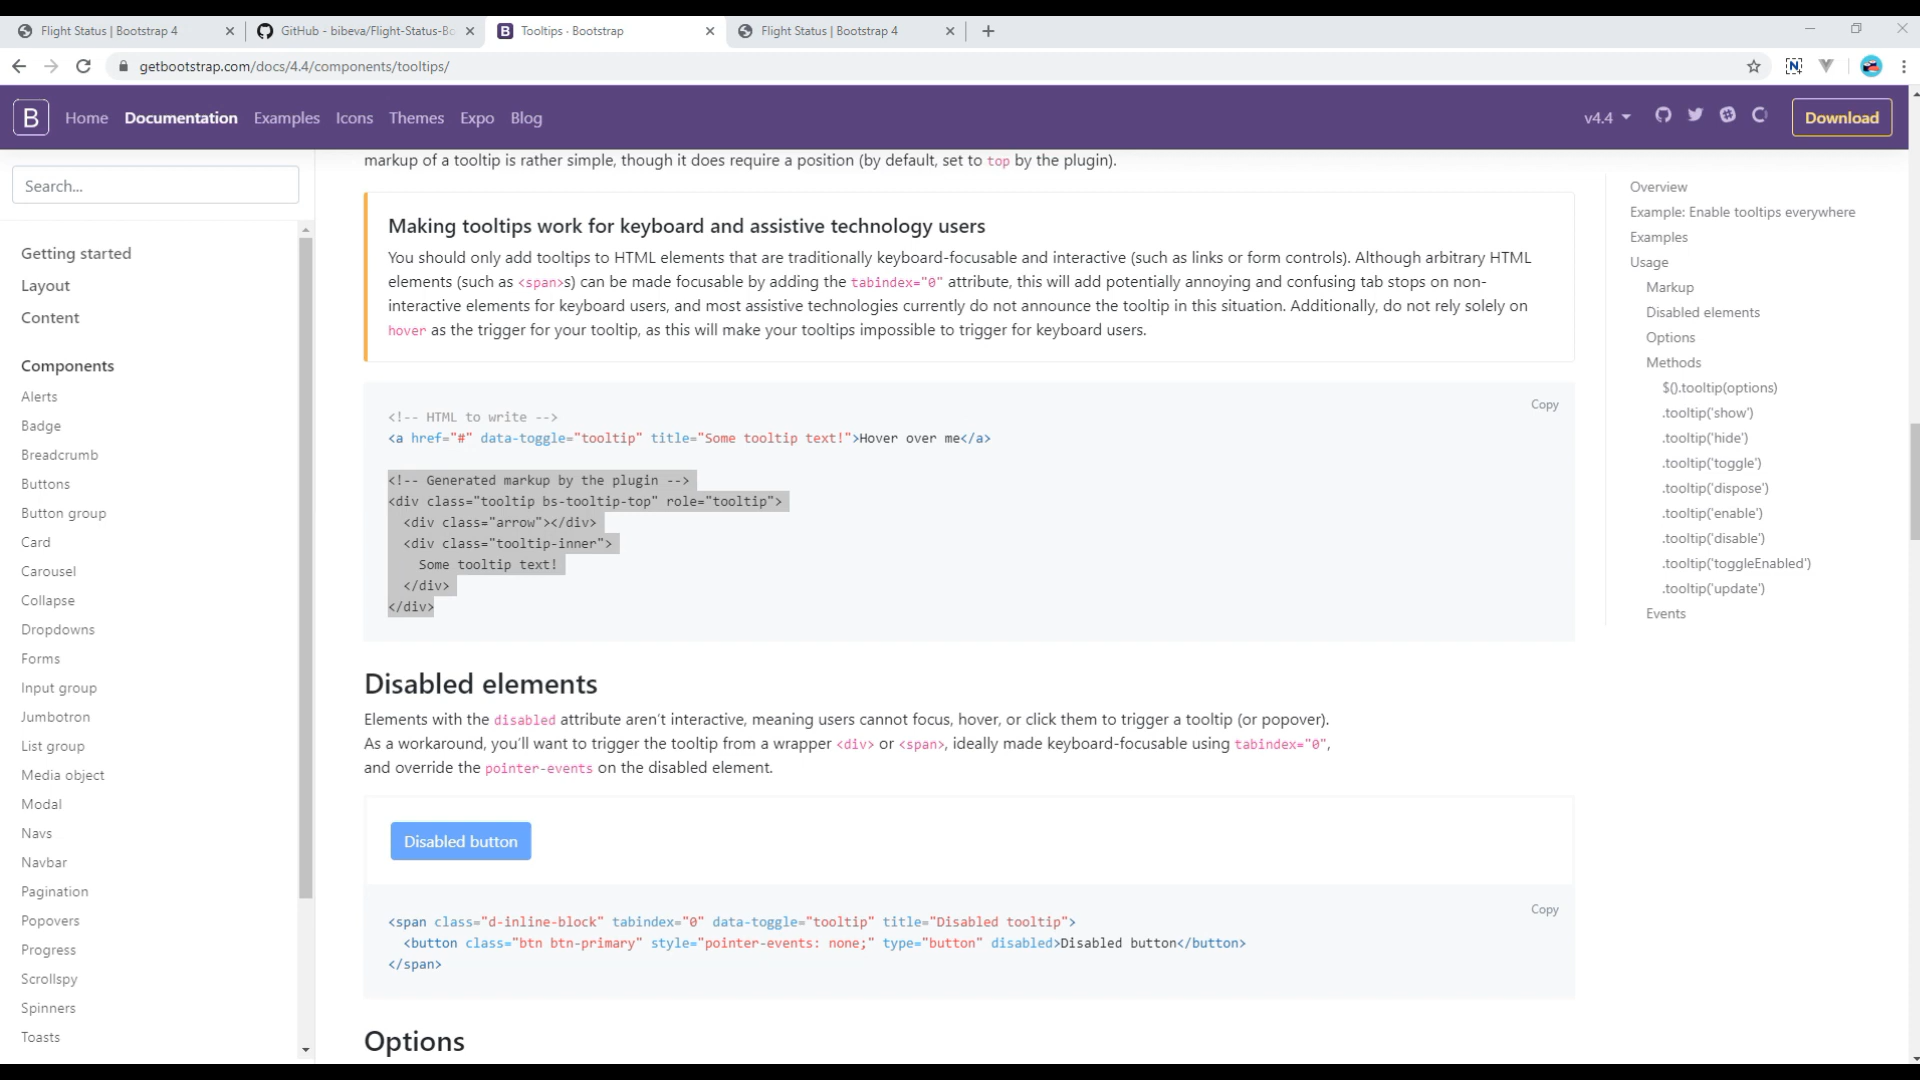 Flight Status | Bootstrap 4
GitHub - bibeva/Flight-Status-Bo
Tooltips · Bootstrap
Flight Status | Bootstrap 4
getbootstrap.com/docs/4.4/components/tooltips/
B Home Documentation Examples Icons Themes Expo Blog
v4.4
Download
Search...
Getting started
Layout
Content
Components
Alerts
Badge
Breadcrumb
Buttons
Button group
Card
Carousel
Collapse
Dropdowns
Forms
Input group
Jumbotron
List group
Media object
Modal
Navs
Navbar
Pagination
Popovers
Progress
Scrollspy
Spinners
Toasts
markup of a tooltip is rather simple, though it does require a position (by default, set to top by the plugin).
Making tooltips work for keyboard and assistive technology users
You should only add tooltips to HTML elements that are traditionally keyboard-focusable and interactive (such as links or form controls). Although arbitrary HTML
elements (such as <span>s) can be made focusable by adding the tabindex="0" attribute, this will add potentially annoying and confusing tab stops on non-
interactive elements for keyboard users, and most assistive technologies currently do not announce the tooltip in this situation. Additionally, do not rely solely on
hover as the trigger for your tooltip, as this will make your tooltips impossible to trigger for keyboard users.
Copy
<!-- HTML to write -->
<a href="#" data-toggle="tooltip" title="Some tooltip text!">Hover over me</a>
<!-- Generated markup by the plugin -->
<div class="tooltip bs-tooltip-top" role="tooltip">
<div class="arrow"></div>
<div class="tooltip-inner">
Some tooltip text!
</div>
</div>
Disabled elements
Elements with the disabled attribute aren't interactive, meaning users cannot focus, hover, or click them to trigger a tooltip (or popover).
As a workaround, you'll want to trigger the tooltip from a wrapper <div> or <span>, ideally made keyboard-focusable using tabindex="0",
and override the pointer-events on the disabled element.
Disabled button
Copy
<span class="d-inline-block" tabindex="0" data-toggle="tooltip" title="Disabled tooltip">
<button class="btn btn-primary" style="pointer-events: none;" type="button" disabled>Disabled button</button>
</span>
Options
Overview
Example: Enable tooltips everywhere
Examples
Usage
Markup
Disabled elements
Options
Methods
$().tooltip(options)
.tooltip('show')
.tooltip('hide')
.tooltip('toggle')
.tooltip('dispose')
.tooltip('enable')
.tooltip('disable')
.tooltip('toggleEnabled')
.tooltip('update')
Events